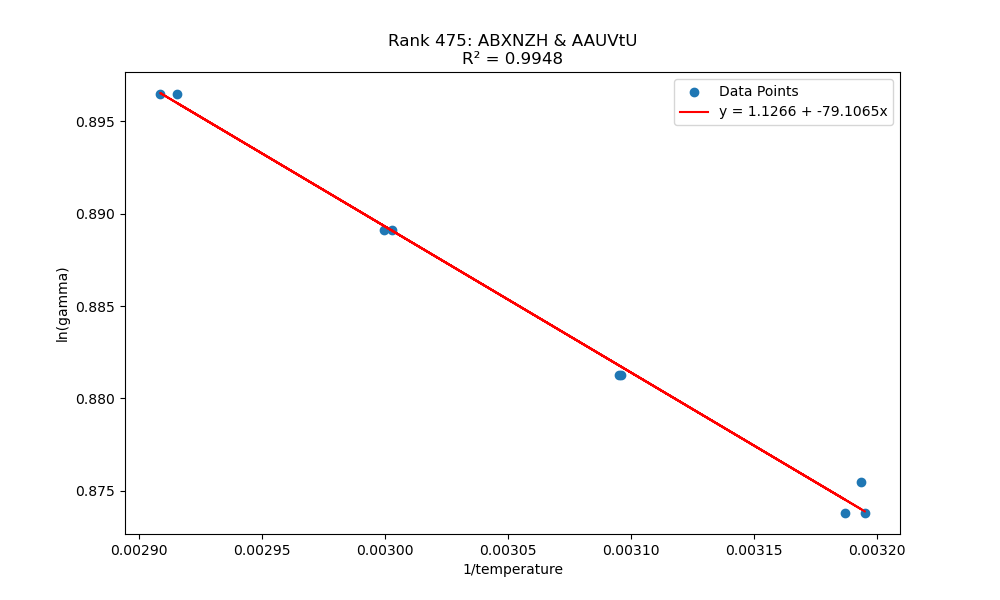 Rank 475: ABXNZH & AAUVtU
R² = 0.9948
Data Points
y = 1.1266 + -79.1065x
ln(gamma)
0.895
0.890
0.885
0.880
0.875
0.00290 0.00295 0.00300 0.00305 0.00310 0.00315 0.00320
1/temperature